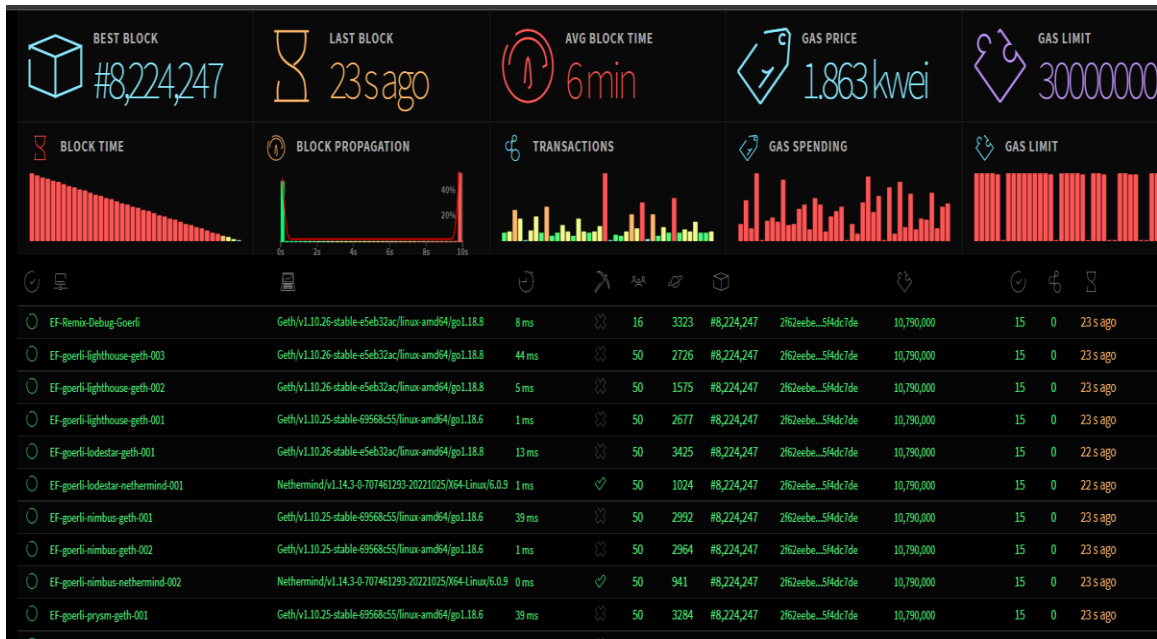 BEST BLOCK
#8,224,247
LAST BLOCK
23 s ago
AVG BLOCK TIME
6 min
GAS PRICE
1.863 kwei
GAS LIMIT
30000000
BLOCK TIME
BLOCK PROPAGATION
40%
20%
0s 2s 4s 6s 8s 10s
TRANSACTIONS
GAS SPENDING
GAS LIMIT
EF-Remix-Debug-Goerli Geth/v1.10.26-stable-e5eb32ac/linux-amd64/go1.18.8 8 ms 16 3323 #8,224,247 2f62eebe...5f4dc7de 10,790,000 15 0 23 s ago
EF-goerli-lighthouse-geth-003 Geth/v1.10.26-stable-e5eb32ac/linux-amd64/go1.18.8 44 ms 50 2726 #8,224,247 2f62eebe...5f4dc7de 10,790,000 15 0 23 s ago
EF-goerli-lighthouse-geth-002 Geth/v1.10.26-stable-e5eb32ac/linux-amd64/go1.18.8 5 ms 50 1575 #8,224,247 2f62eebe...5f4dc7de 10,790,000 15 0 23 s ago
EF-goerli-lighthouse-geth-001 Geth/v1.10.25-stable-69568c55/linux-amd64/go1.18.6 1 ms 50 2677 #8,224,247 2f62eebe...5f4dc7de 10,790,000 15 0 23 s ago
EF-goerli-lodestar-geth-001 Geth/v1.10.26-stable-e5eb32ac/linux-amd64/go1.18.8 13 ms 50 3425 #8,224,247 2f62eebe...5f4dc7de 10,790,000 15 0 22 s ago
EF-goerli-lodestar-nethermind-001 Nethermind/v1.14.3-0-707461293-20221025/X64-Linux/6.0.9 1 ms 50 1024 #8,224,247 2f62eebe...5f4dc7de 10,790,000 15 0 22 s ago
EF-goerli-nimbus-geth-001 Geth/v1.10.25-stable-69568c55/linux-amd64/go1.18.6 39 ms 50 2992 #8,224,247 2f62eebe...5f4dc7de 10,790,000 15 0 23 s ago
EF-goerli-nimbus-geth-002 Geth/v1.10.25-stable-69568c55/linux-amd64/go1.18.6 1 ms 50 2964 #8,224,247 2f62eebe...5f4dc7de 10,790,000 15 0 23 s ago
EF-goerli-nimbus-nethermind-002 Nethermind/v1.14.3-0-707461293-20221025/X64-Linux/6.0.9 0 ms 50 941 #8,224,247 2f62eebe...5f4dc7de 10,790,000 15 0 23 s ago
EF-goerli-prysm-geth-001 Geth/v1.10.25-stable-69568c55/linux-amd64/go1.18.6 39 ms 50 3284 #8,224,247 2f62eebe...5f4dc7de 10,790,000 15 0 23 s ago